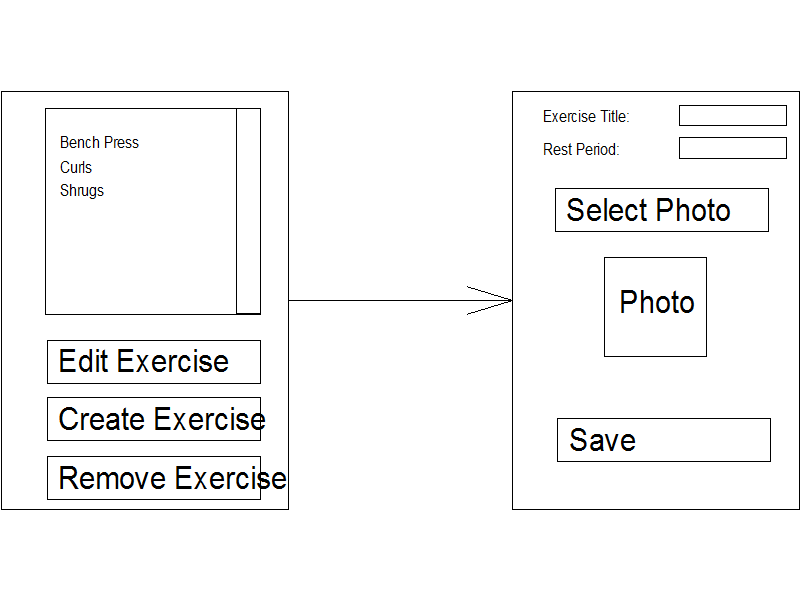 Bench Press
Curls
Shrugs
Edit Exercise
Create Exercise
Remove Exercise
Exercise Title:
Rest Period:
Select Photo
Photo
Save